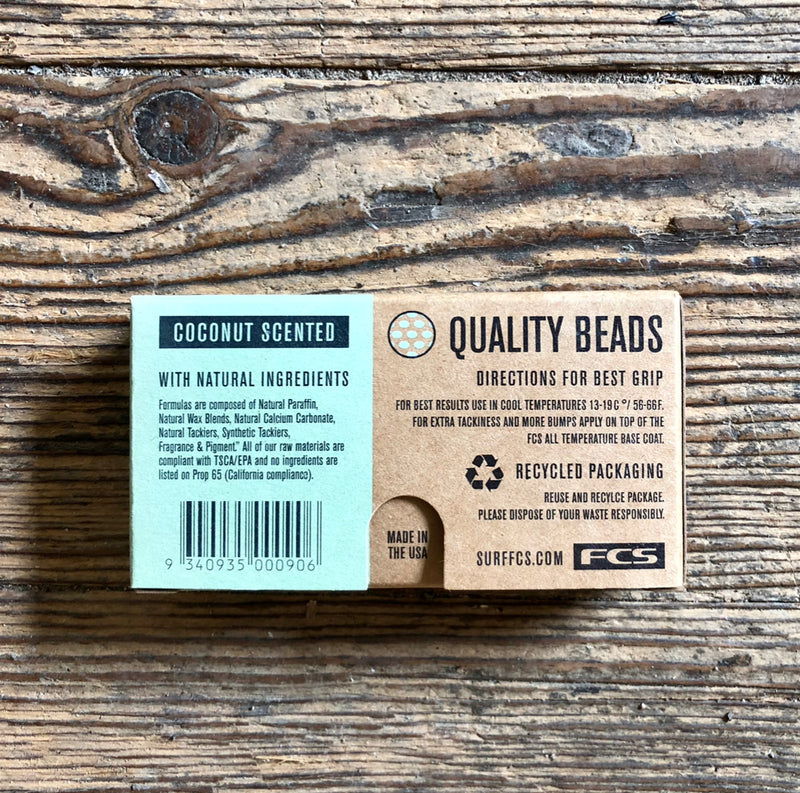 COCONUT SCENTED
WITH NATURAL INGREDIENTS
Formulas are composed of Natural Paraffin,
Natural Wax Blends, Natural Calcium Carbonate,
Natural Tackiers, Synthetic Tackiers,
Fragrance & Pigment." All of our raw materials are
compliant with TSCA/EPA and no ingredients are
listed on Prop 65 (California compliance).
9 340935 000906
QUALITY BEADS
DIRECTIONS FOR BEST GRIP
FOR BEST RESULTS USE IN COOL TEMPERATURES 13-19C °/ 56-66F.
FOR EXTRA TACKINESS AND MORE BUMPS APPLY ON TOP OF THE
FCS ALL TEMPERATURE BASE COAT.
RECYCLED PACKAGING
REUSE AND RECYLCE PACKAGE.
PLEASE DISPOSE OF YOUR WASTE RESPONSIBLY.
MADE IN
THE USA
SURFFCS.COM FCS